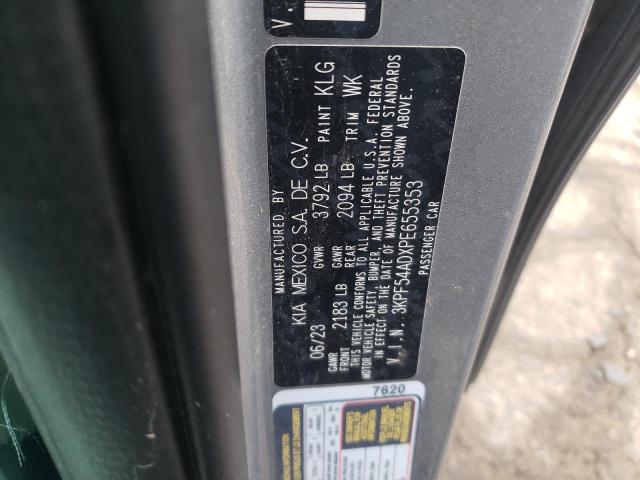 V.
MANUFACTURED BY
KIA MEXICO S.A. DE C.V.
06/23 GVWR 3792 LB PAINT KLG
GAWR FRONT 2183 LB GAWR REAR 2094 LB TRIM WK
THIS VEHICLE CONFORMS TO ALL APPLICABLE U.S.A. FEDERAL
MOTOR VEHICLE SAFETY, BUMPER, AND THEFT PREVENTION STANDARDS
IN EFFECT ON THE DATE OF MANUFACTURE SHOWN ABOVE.
V.I.N. 3KPF54ADXPE655353
PASSENGER CAR
7620